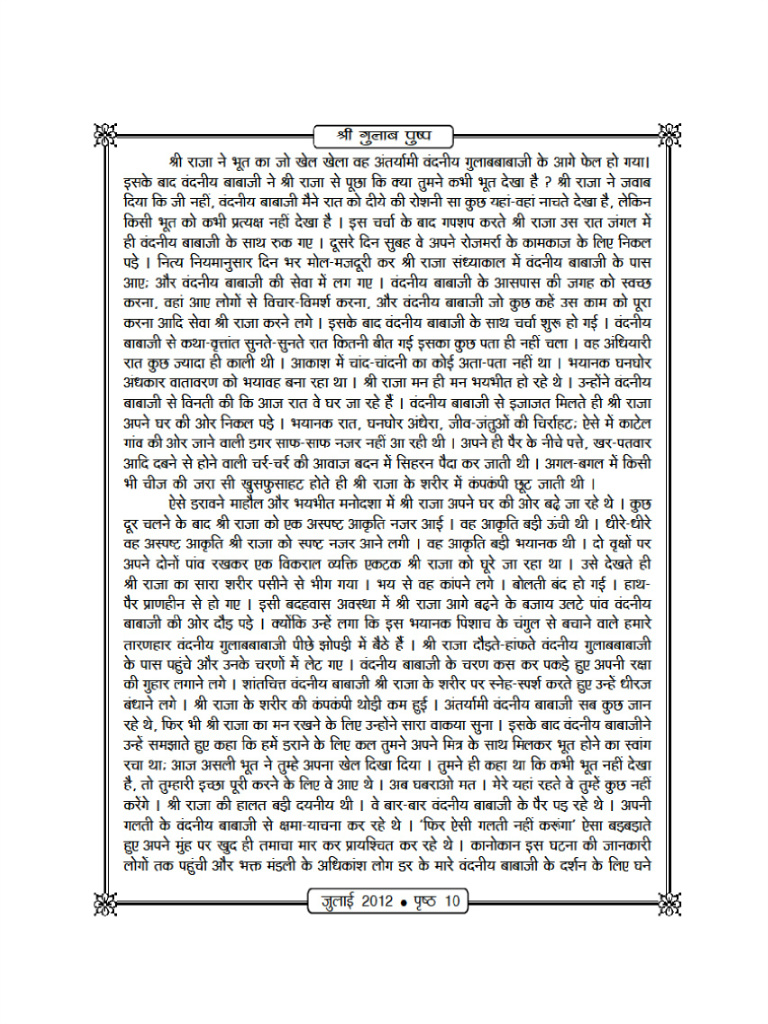 श्री गुलाब पुष्प
श्री राजा ने भूत का जो खेल खेला वह अंतर्यामी वंदनीय गुलाबबाबाजी के आगे फेल हो गया।
इसके बाद वंदनीय बाबाजी ने श्री राजा से पूछा कि क्या तुमने कभी भूत देखा है ? श्री राजा ने जवाब
दिया कि जी नहीं, वंदनीय बाबाजी मैने रात को दीये की रोशनी सा कुछ यहां-वहां नाचते देखा है, लेकिन
किसी भूत को कभी प्रत्यक्ष नहीं देखा है । इस चर्चा के बाद गपशप करते श्री राजा उस रात जंगल में
ही वंदनीय बाबाजी के साथ रुक गए । दूसरे दिन सुबह वे अपने रोजमर्रा के कामकाज के लिए निकल
पड़े । नित्य नियमानुसार दिन भर मोल-मजदूरी कर श्री राजा संध्याकाल में वंदनीय बाबाजी के पास
आए; और वंदनीय बाबाजी की सेवा में लग गए । वंदनीय बाबाजी के आसपास की जगह को स्वच्छ
करना, वहां आए लोगों से विचार-विमर्श करना, और वंदनीय बाबाजी जो कुछ कहें उस काम को पूरा
करना आदि सेवा श्री राजा करने लगे । इसके बाद वंदनीय बाबाजी के साथ चर्चा शुरू हो गई । वंदनीय
बाबाजी से कथा-वृत्तांत सुनते-सुनते रात कितनी बीत गई इसका कुछ पता ही नहीं चला । वह अंधियारी
रात कुछ ज्यादा ही काली थी । आकाश में चांद-चांदनी का कोई अता-पता नहीं था । भयानक घनघोर
अंधकार वातावरण को भयावह बना रहा था । श्री राजा मन ही मन भयभीत हो रहे थे । उन्होंने वंदनीय
बाबाजी से विनती की कि आज रात वे घर जा रहे हैं । वंदनीय बाबाजी से इजाजत मिलते ही श्री राजा
अपने घर की ओर निकल पड़े । भयानक रात, घनघोर अंधेरा, जीव-जंतुओं की चिर्राहट; ऐसे में काटेल
गांव की ओर जाने वाली डगर साफ-साफ नजर नहीं आ रही थी । अपने ही पैर के नीचे पत्ते, खर-पतवार
आदि दबने से होने वाली चर्र-चर्र की आवाज बदन में सिहरन पैदा कर जाती थी । अगल-बगल में किसी
भी चीज की जरा सी खुसफुसाहट होते ही श्री राजा के शरीर में कंपकंपी छूट जाती थी ।
ऐसे डरावने माहौल और भयभीत मनोदशा में श्री राजा अपने घर की ओर बढ़े जा रहे थे । कुछ
दूर चलने के बाद श्री राजा को एक अस्पष्ट आकृति नजर आई । वह आकृति बड़ी ऊंची थी । धीरे-धीरे
वह अस्पष्ट आकृति श्री राजा को स्पष्ट नजर आने लगी । वह आकृति बड़ी भयानक थी । दो वृक्षों पर
अपने दोनों पांव रखकर एक विकराल व्यक्ति एकटक श्री राजा को घूरे जा रहा था । उसे देखते ही
श्री राजा का सारा शरीर पसीने से भीग गया । भय से वह कांपने लगे । बोलती बंद हो गई । हाथ-
पैर प्राणहीन से हो गए । इसी बदहवास अवस्था में श्री राजा आगे बढ़ने के बजाय उलटे पांव वंदनीय
बाबाजी की ओर दौड़ पड़े । क्योंकि उन्हें लगा कि इस भयानक पिशाच के चंगुल से बचाने वाले हमारे
तारणहार वंदनीय गुलाबबाबाजी पीछे झोपड़ी में बैठे हैं । श्री राजा दौड़ते-हांफते वंदनीय गुलाबबाबाजी
के पास पहुंचे और उनके चरणों में लेट गए । वंदनीय बाबाजी के चरण कस कर पकड़े हुए अपनी रक्षा
की गुहार लगाने लगे । शांतचित्त वंदनीय बाबाजी श्री राजा के शरीर पर स्नेह-स्पर्श करते हुए उन्हें धीरज
बंधाने लगे । श्री राजा के शरीर की कंपकंपी थोड़ी कम हुई । अंतर्यामी वंदनीय बाबाजी सब कुछ जान
रहे थे, फिर भी श्री राजा का मन रखने के लिए उन्होंने सारा वाकया सुना । इसके बाद वंदनीय बाबाजीने
उन्हें समझाते हुए कहा कि हमें डराने के लिए कल तुमने अपने मित्र के साथ मिलकर भूत होने का स्वांग
रचा था; आज असली भूत ने तुम्हे अपना खेल दिखा दिया । तुमने ही कहा था कि कभी भूत नहीं देखा
है, तो तुम्हारी इच्छा पूरी करने के लिए वे आए थे । अब घबराओ मत । मेरे यहां रहते वे तुम्हें कुछ नहीं
करेंगे । श्री राजा की हालत बड़ी दयनीय थी । वे बार-बार वंदनीय बाबाजी के पैर पड़ रहे थे । अपनी
गलती के वंदनीय बाबाजी से क्षमा-याचना कर रहे थे । 'फिर ऐसी गलती नहीं करूंगा' ऐसा बड़बड़ाते
हुए अपने मुंह पर खुद ही तमाचा मार कर प्रायश्चित कर रहे थे । कानोकान इस घटना की जानकारी
लोगों तक पहुंची और भक्त मंडली के अधिकांश लोग डर के मारे वंदनीय बाबाजी के दर्शन के लिए घने
जुलाई 2012 ● पृष्ठ 10